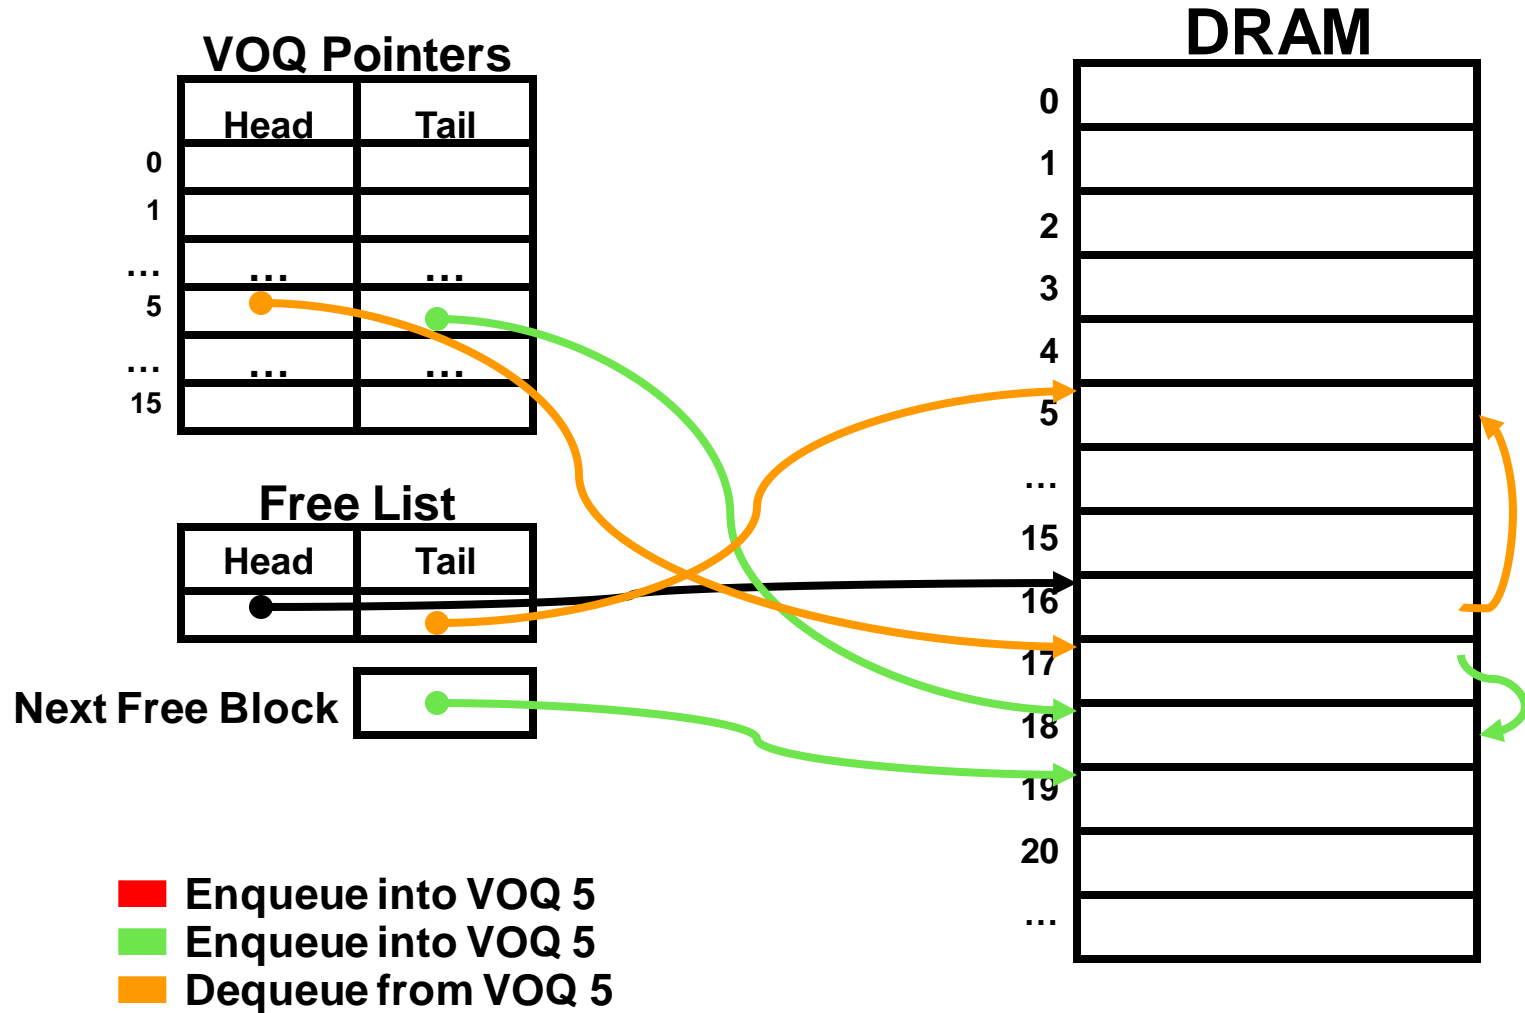 VOQ Pointers
Head Tail
0
1
... ... ...
5
... ... ...
15
Free List
Head Tail
Next Free Block
Enqueue into VOQ 5
Enqueue into VOQ 5
Dequeue from VOQ 5
DRAM
0
1
2
3
4
5
...
15
16
17
18
19
20
...